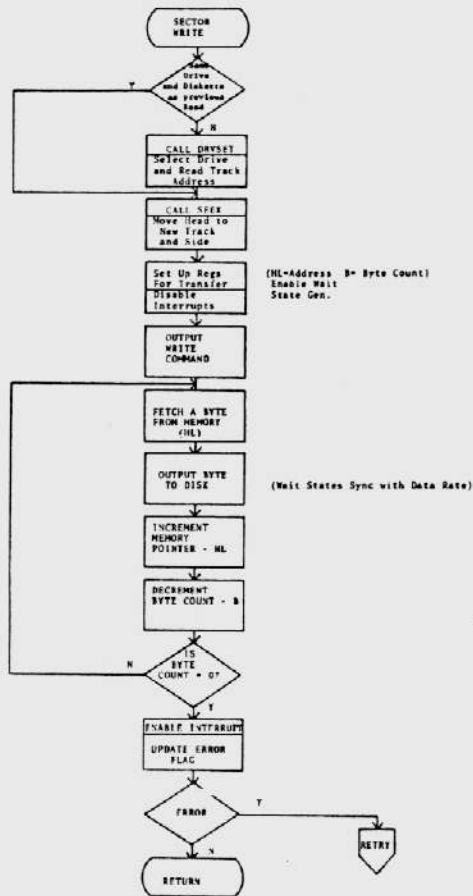 SECTOR
WRITE
Same
Drive
and Diskette
as previous
Read
Y
N
CALL DRVSET
Select Drive
and Read Track
Address
CALL SEEK
Move Head to
New Track
and Side
Set Up Regs
For Transfer
Disable
Interrupts
(HL-Address B= Byte Count)
Enable Wait
State Gen.
OUTPUT
WRITE
COMMAND
FETCH A BYTE
FROM MEMORY
(HL)
OUTPUT BYTE
TO DISK
(Wait States Sync with Data Rate)
INCREMENT
MEMORY
POINTER - HL
DECREMENT
BYTE COUNT - B
IS
BYTE
COUNT = 0?
N
Y
ENABLE INTERRUPT
UPDATE ERROR
FLAG
ERROR
Y
N
RETRY
RETURN